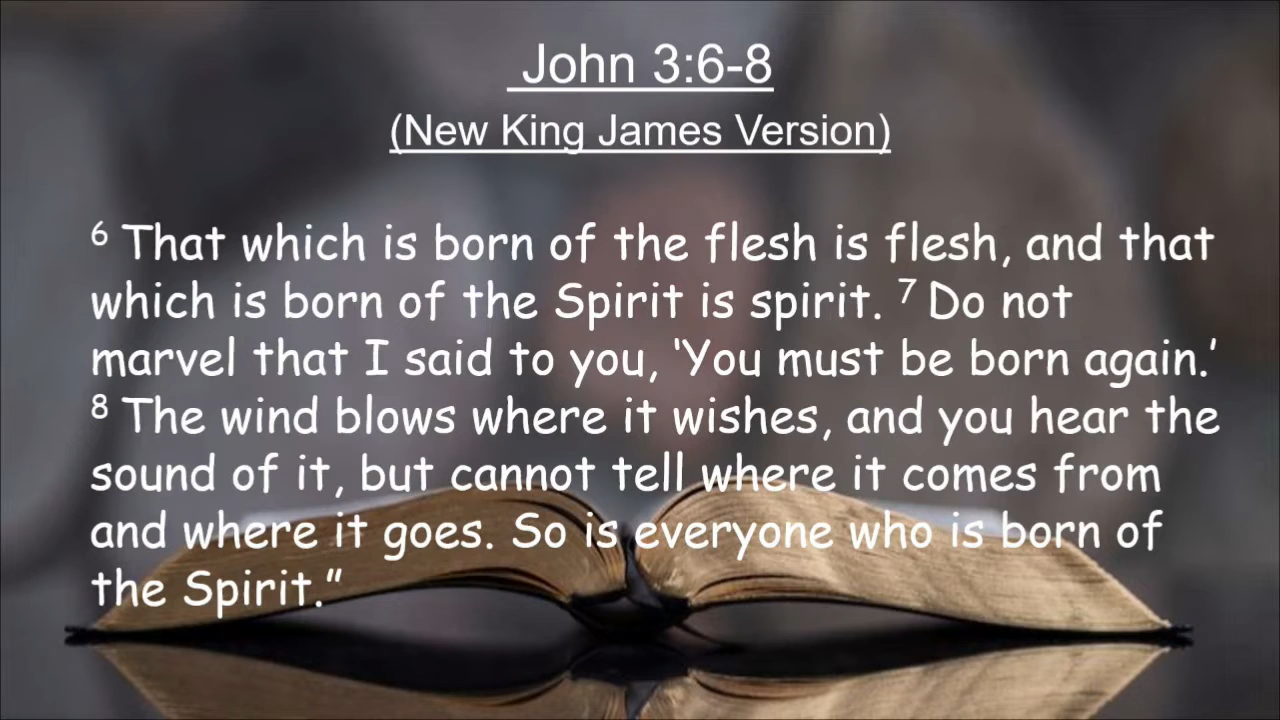 John 3:6-8
(New King James Version)
6 That which is born of the flesh is flesh, and that
which is born of the Spirit is spirit. 7 Do not
marvel that I said to you, ‘You must be born again.’
8 The wind blows where it wishes, and you hear the
sound of it, but cannot tell where it comes from
and where it goes. So is everyone who is born of
the Spirit.”